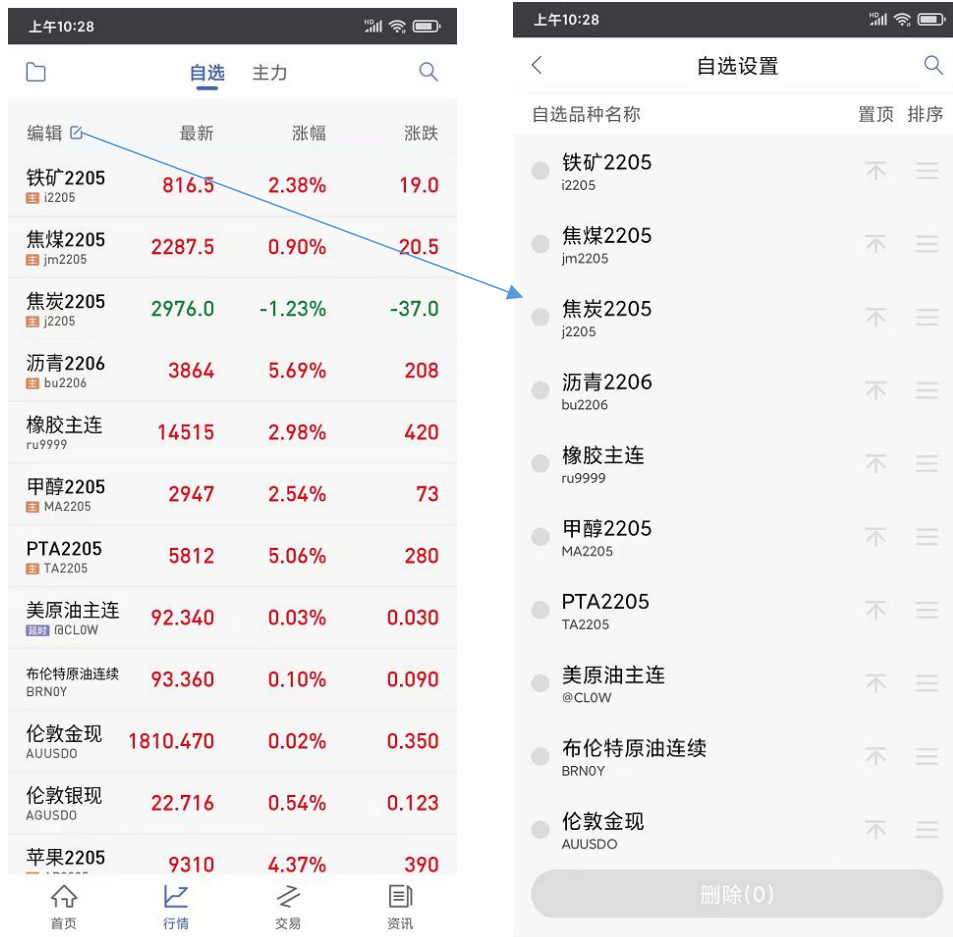 上午10:28
自选 主力
编辑 最新 涨幅 涨跌
铁矿2205 816.5 2.38% 19.0
主 i2205
焦煤2205 2287.5 0.90% 20.5
主 jm2205
焦炭2205 2976.0 -1.23% -37.0
主 j2205
沥青2206 3864 5.69% 208
主 bu2206
橡胶主连 14515 2.98% 420
ru9999
甲醇2205 2947 2.54% 73
主 MA2205
PTA2205 5812 5.06% 280
主 TA2205
美原油主连 92.340 0.03% 0.030
延时 @CL0W
布伦特原油连续 93.360 0.10% 0.090
BRN0Y
伦敦金现 1810.470 0.02% 0.350
AUUSDO
伦敦银现 22.716 0.54% 0.123
AGUSDO
苹果2205 9310 4.37% 390
首页 行情 交易 资讯
上午10:28
自选设置
自选品种名称 置顶 排序
铁矿2205
i2205
焦煤2205
jm2205
焦炭2205
j2205
沥青2206
bu2206
橡胶主连
ru9999
甲醇2205
MA2205
PTA2205
TA2205
美原油主连
@CL0W
布伦特原油连续
BRN0Y
伦敦金现
AUUSDO
删除(0)